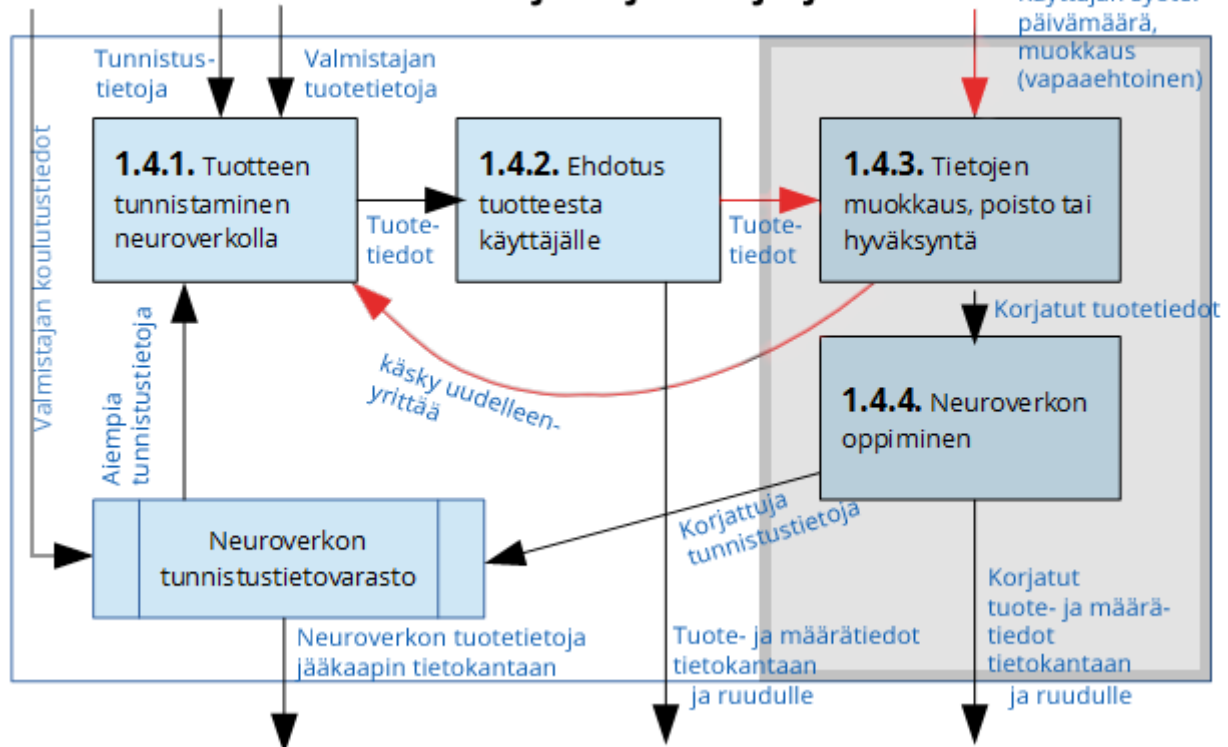 päivämäärä,
muokkaus
(vapaaehtoinen)
Tunnistus-
tietoja
Valmistajan
tuotetietoja
Valmistajan koulutustiedot
1.4.1. Tuotteen
tunnistaminen
neuroverkolla
Tuote-
tiedot
1.4.2. Ehdotus
tuotteesta
käyttäjälle
Tuote-
tiedot
1.4.3. Tietojen
muokkaus, poisto tai
hyväksyntä
Korjatut tuotetiedot
käsky uudelleen-
yrittää
Aiempia
tunnistustietoja
1.4.4. Neuroverkon
oppiminen
Korjattuja
tunnistustietoja
Neuroverkon
tunnistustietovarasto
Neuroverkon tuotetietoja
jääkaapin tietokantaan
Tuote- ja määrätiedot
tietokantaan
ja ruudulle
Korjatut
tuote- ja määrä-
tiedot
tietokantaan
ja ruudulle